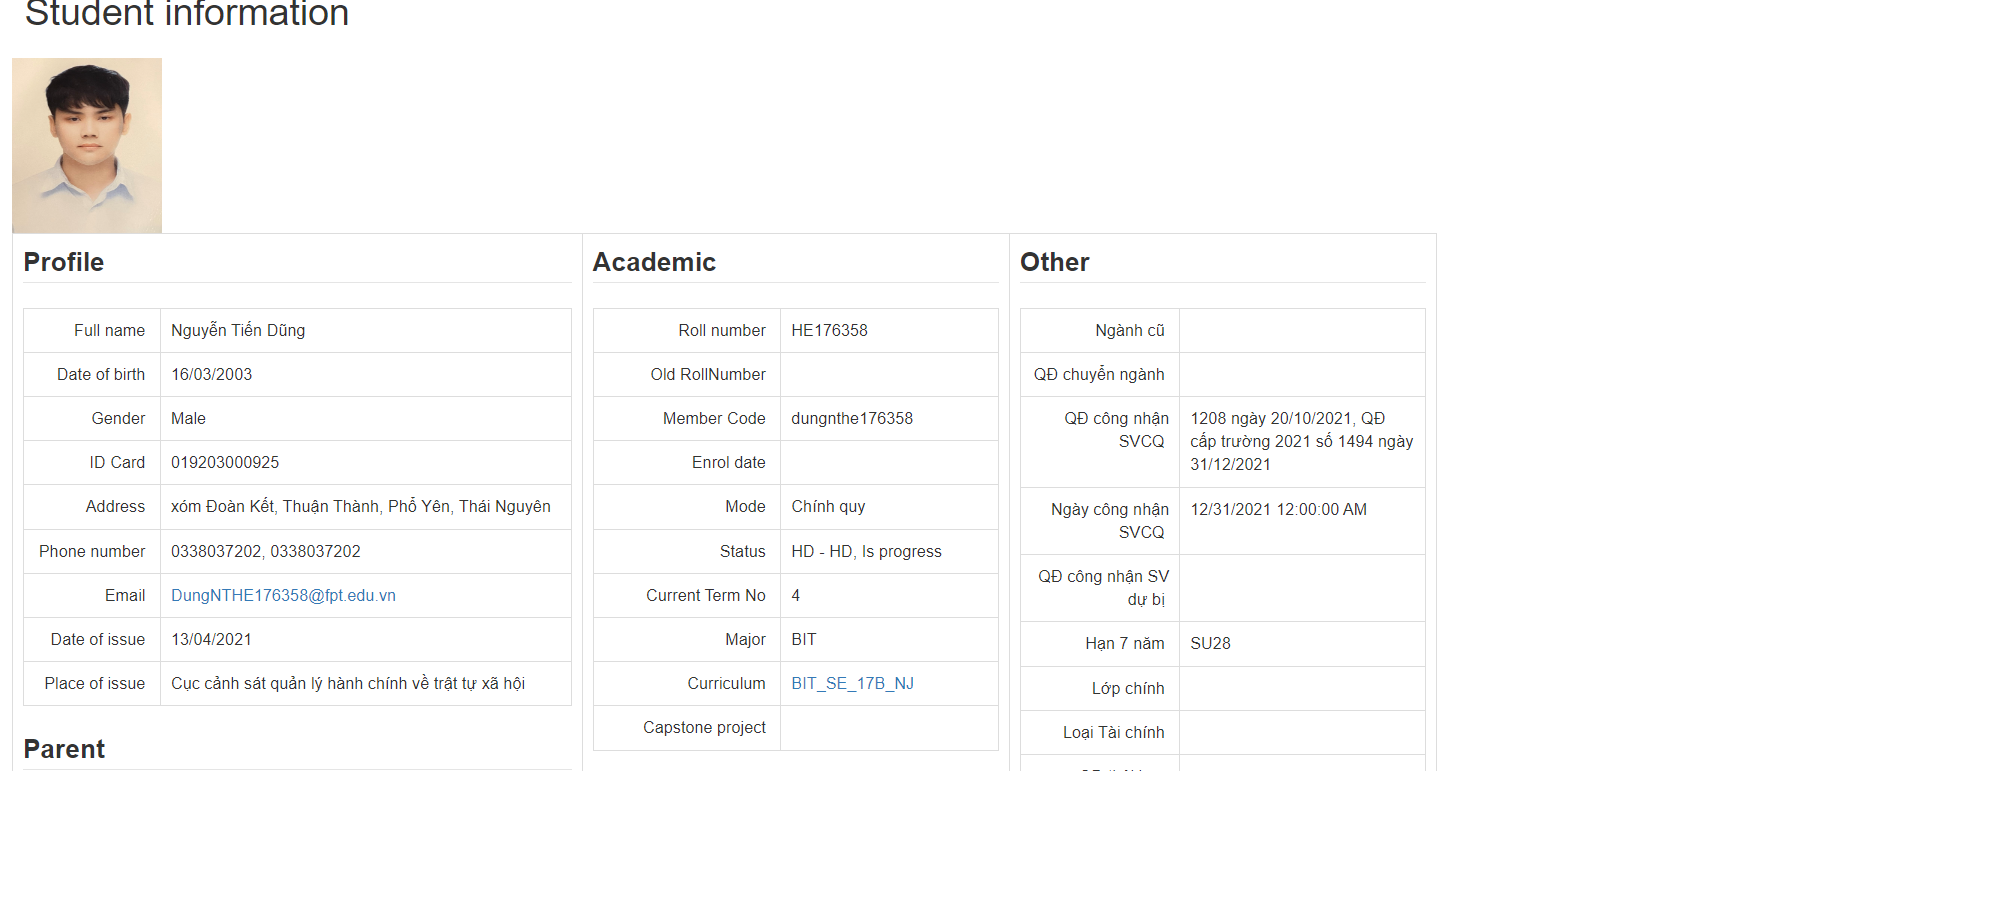 Student information
Profile
Full name Nguyễn Tiến Dũng
Date of birth 16/03/2003
Gender Male
ID Card 019203000925
Address xóm Đoàn Kết, Thuận Thành, Phổ Yên, Thái Nguyên
Phone number 0338037202, 0338037202
Email DungNTHE176358@fpt.edu.vn
Date of issue 13/04/2021
Place of issue Cục cảnh sát quản lý hành chính về trật tự xã hội
Parent
Academic
Roll number HE176358
Old RollNumber
Member Code dungnthe176358
Enrol date
Mode Chính quy
Status HD - HD, Is progress
Current Term No 4
Major BIT
Curriculum BIT_SE_17B_NJ
Capstone project
Other
Ngành cũ
QĐ chuyển ngành
QĐ công nhận
SVCQ
1208 ngày 20/10/2021, QĐ
cấp trường 2021 số 1494 ngày
31/12/2021
Ngày công nhận
SVCQ
12/31/2021 12:00:00 AM
QĐ công nhận SV
dự bị
Hạn 7 năm SU28
Lớp chính
Loại Tài chính